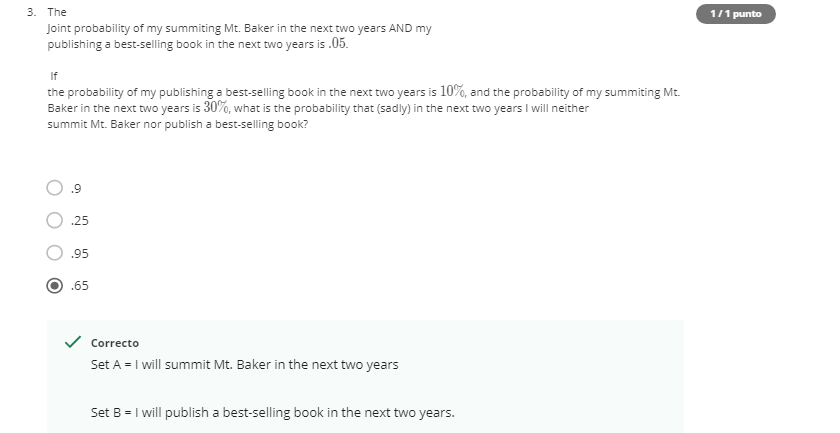 3. The
Joint probability of my summiting Mt. Baker in the next two years AND my
publishing a best-selling book in the next two years is .05.
1 / 1 punto
If
the probability of my publishing a best-selling book in the next two years is 10%, and the probability of my summiting Mt.
Baker in the next two years is 30%, what is the probability that (sadly) in the next two years I will neither
summit Mt. Baker nor publish a best-selling book?
.9
.25
.95
.65
Correcto
Set A = I will summit Mt. Baker in the next two years
Set B = I will publish a best-selling book in the next two years.